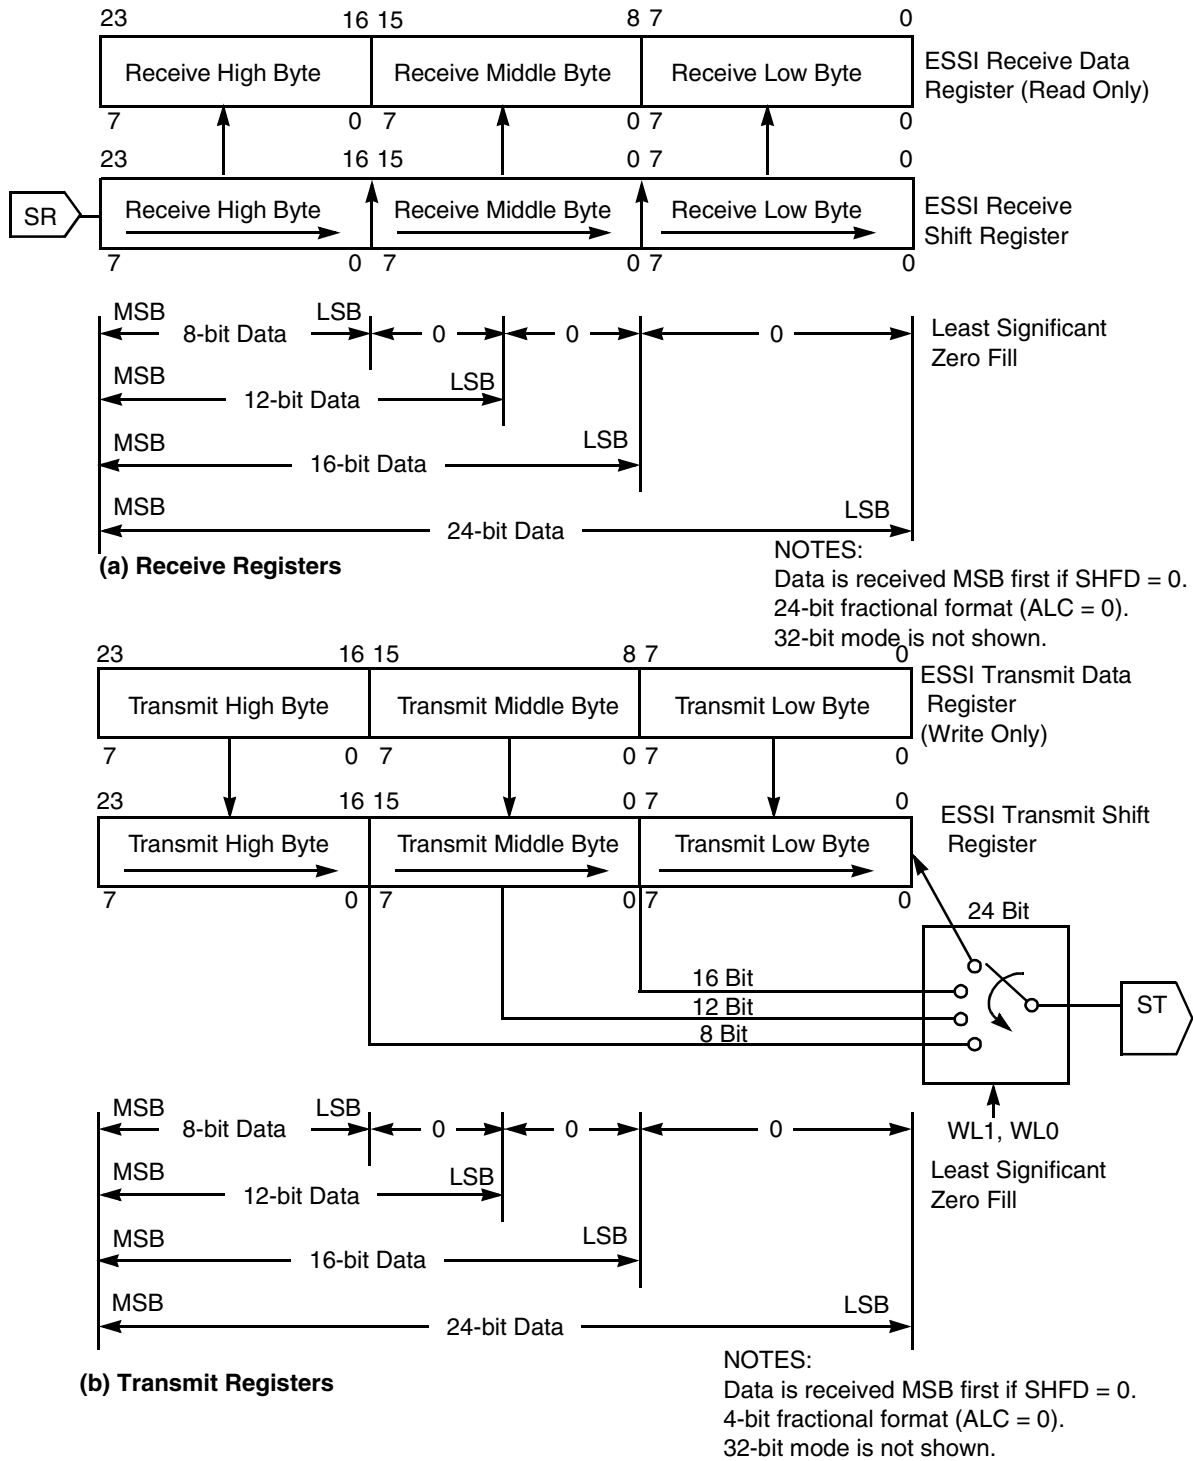 23 16 15 8 7 0
Receive High Byte Receive Middle Byte Receive Low Byte
ESSI Receive Data
Register (Read Only)
7 0 7 0 7 0
23 16 15 0 7 0
SR
Receive High Byte Receive Middle Byte Receive Low Byte
ESSI Receive
Shift Register
7 0 7 0 7 0
MSB LSB
8-bit Data 0 0 0
Least Significant
Zero Fill
MSB LSB
12-bit Data
MSB LSB
16-bit Data
MSB LSB
24-bit Data
(a) Receive Registers
NOTES:
Data is received MSB first if SHFD = 0.
24-bit fractional format (ALC = 0).
32-bit mode is not shown.
23 16 15 8 7 0
Transmit High Byte Transmit Middle Byte Transmit Low Byte
ESSI Transmit Data
Register
(Write Only)
7 0 7 0 7 0
23 16 15 0 7 0
Transmit High Byte Transmit Middle Byte Transmit Low Byte
ESSI Transmit Shift
Register
7 0 7 0 7 0
24 Bit
16 Bit
12 Bit
8 Bit
ST
WL1, WL0
MSB LSB
8-bit Data 0 0 0
Least Significant
Zero Fill
MSB LSB
12-bit Data
MSB LSB
16-bit Data
MSB LSB
24-bit Data
(b) Transmit Registers
NOTES:
Data is received MSB first if SHFD = 0.
4-bit fractional format (ALC = 0).
32-bit mode is not shown.